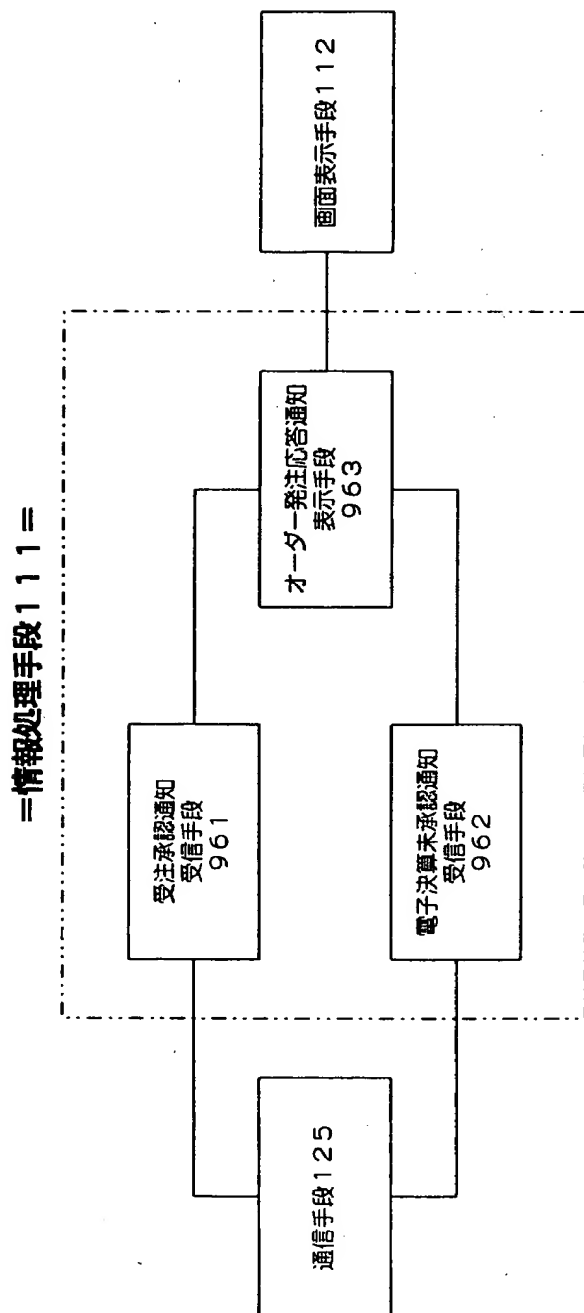 =情報処理手段111=
通信手段125
受注承認通知
受信手段
961
電子決算未承認通知
受信手段
962
オーダー発注応答通知
表示手段
963
画面表示手段112